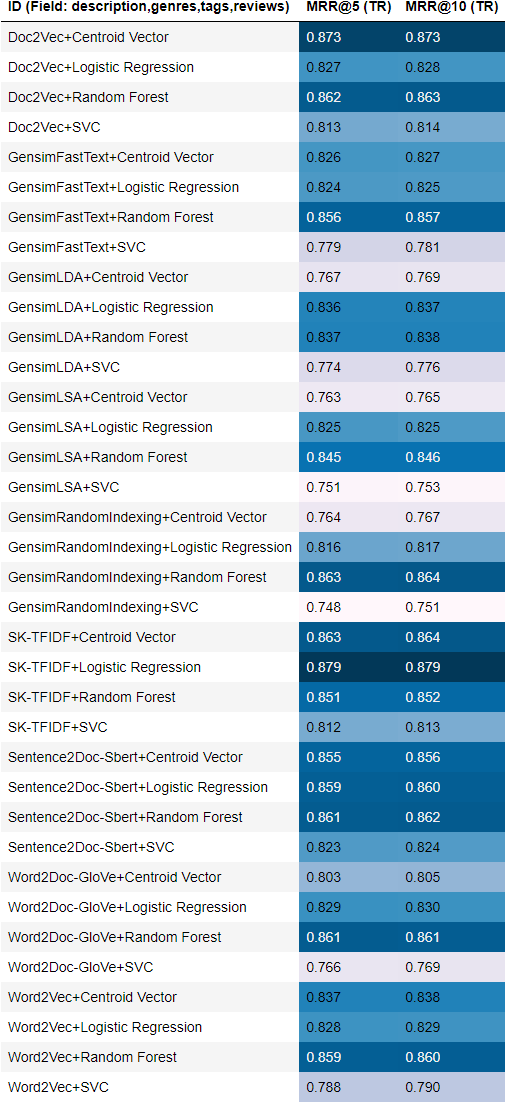 ID (Field: description,genres,tags,reviews) MRR@5 (TR) MRR@10 (TR)
Doc2Vec+Centroid Vector 0.873 0.873
Doc2Vec+Logistic Regression 0.827 0.828
Doc2Vec+Random Forest 0.862 0.863
Doc2Vec+SVC 0.813 0.814
GensimFastText+Centroid Vector 0.826 0.827
GensimFastText+Logistic Regression 0.824 0.825
GensimFastText+Random Forest 0.856 0.857
GensimFastText+SVC 0.779 0.781
GensimLDA+Centroid Vector 0.767 0.769
GensimLDA+Logistic Regression 0.836 0.837
GensimLDA+Random Forest 0.837 0.838
GensimLDA+SVC 0.774 0.776
GensimLSA+Centroid Vector 0.763 0.765
GensimLSA+Logistic Regression 0.825 0.825
GensimLSA+Random Forest 0.845 0.846
GensimLSA+SVC 0.751 0.753
GensimRandomIndexing+Centroid Vector 0.764 0.767
GensimRandomIndexing+Logistic Regression 0.816 0.817
GensimRandomIndexing+Random Forest 0.863 0.864
GensimRandomIndexing+SVC 0.748 0.751
SK-TFIDF+Centroid Vector 0.863 0.864
SK-TFIDF+Logistic Regression 0.879 0.879
SK-TFIDF+Random Forest 0.851 0.852
SK-TFIDF+SVC 0.812 0.813
Sentence2Doc-Sbert+Centroid Vector 0.855 0.856
Sentence2Doc-Sbert+Logistic Regression 0.859 0.860
Sentence2Doc-Sbert+Random Forest 0.861 0.862
Sentence2Doc-Sbert+SVC 0.823 0.824
Word2Doc-GloVe+Centroid Vector 0.803 0.805
Word2Doc-GloVe+Logistic Regression 0.829 0.830
Word2Doc-GloVe+Random Forest 0.861 0.861
Word2Doc-GloVe+SVC 0.766 0.769
Word2Vec+Centroid Vector 0.837 0.838
Word2Vec+Logistic Regression 0.828 0.829
Word2Vec+Random Forest 0.859 0.860
Word2Vec+SVC 0.788 0.790